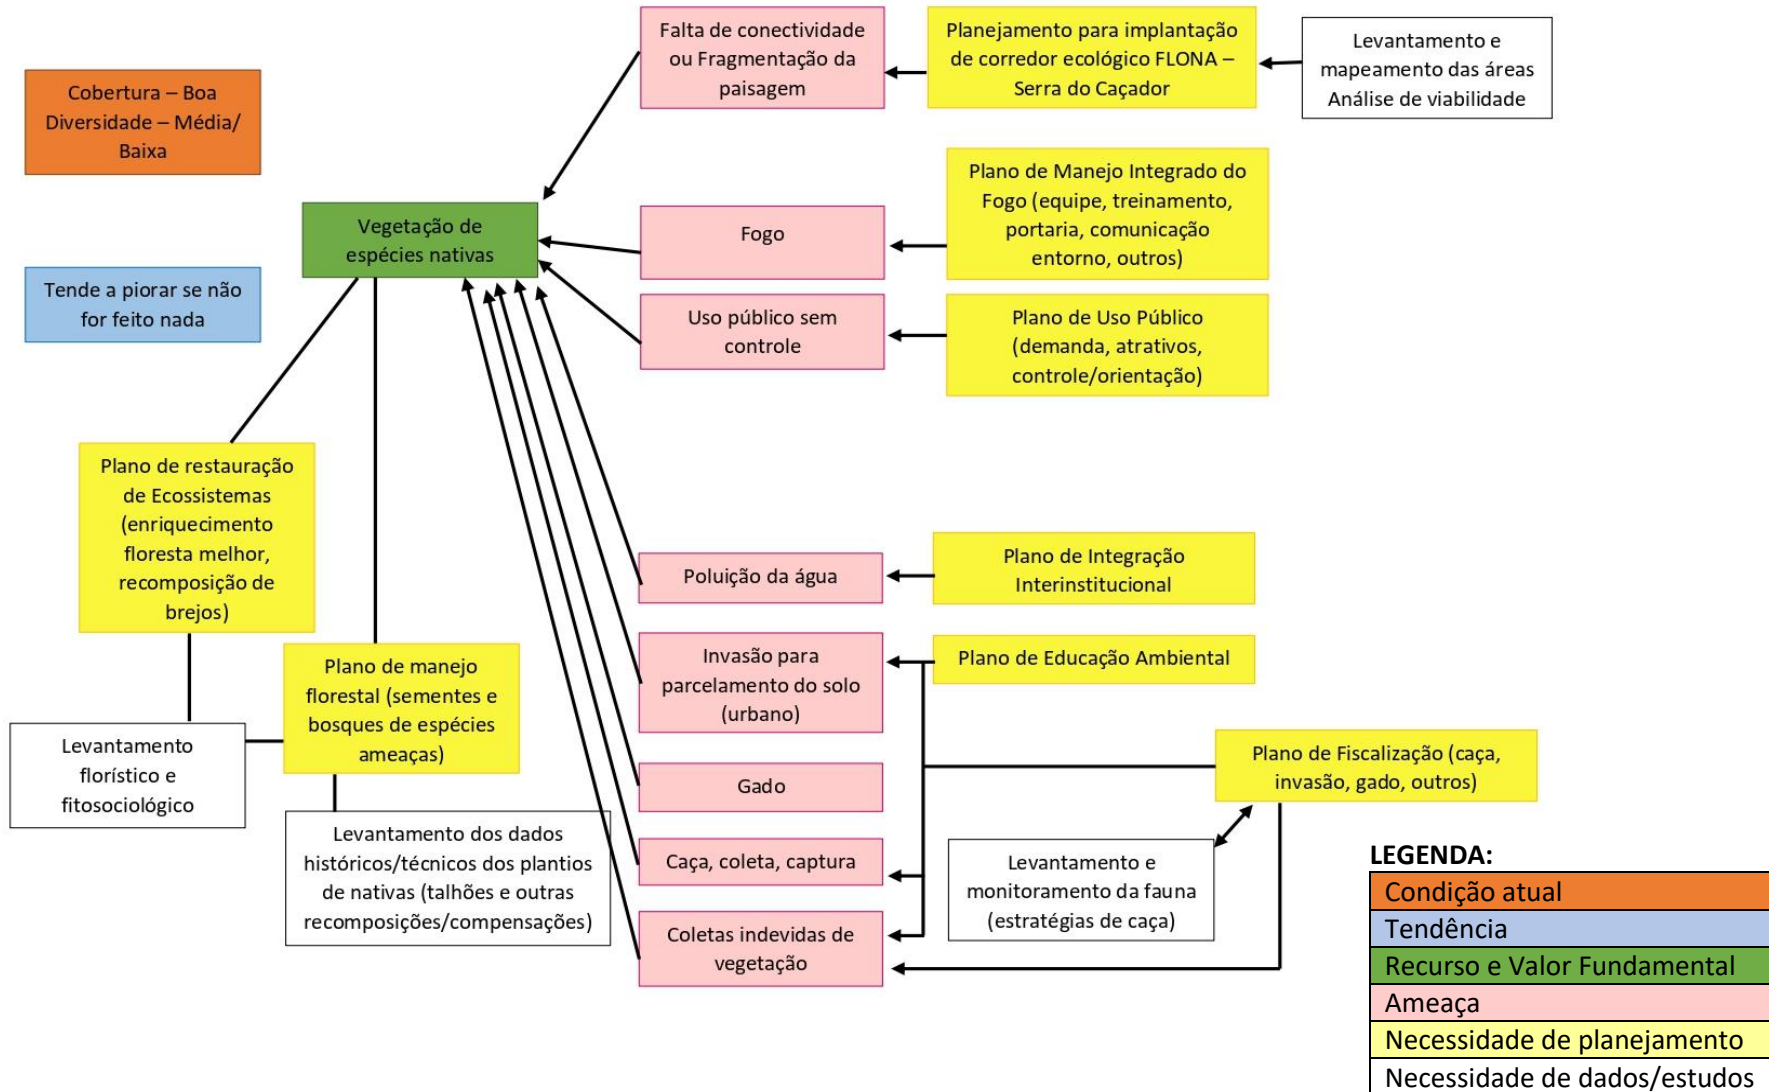 Cobertura – Boa
Diversidade – Média/
Baixa
Tende a piorar se não
for feito nada
Vegetação de
espécies nativas
Falta de conectividade
ou Fragmentação da
paisagem
Planejamento para implantação
de corredor ecológico FLONA –
Serra do Caçador
Levantamento e
mapeamento das áreas
Análise de viabilidade
Fogo
Plano de Manejo Integrado do
Fogo (equipe, treinamento,
portaria, comunicação
entorno, outros)
Uso público sem
controle
Plano de Uso Público
(demanda, atrativos,
controle/orientação)
Plano de restauração
de Ecossistemas
(enriquecimento
floresta melhor,
recomposição de
brejos)
Plano de manejo
florestal (sementes e
bosques de espécies
ameaças)
Levantamento
florístico e
fitosociológico
Levantamento dos dados
históricos/técnicos dos plantios
de nativas (talhões e outras
recomposições/compensações)
Poluição da água
Plano de Integração
Interinstitucional
Invasão para
parcelamento do solo
(urbano)
Plano de Educação Ambiental
Gado
Plano de Fiscalização (caça,
invasão, gado, outros)
Caça, coleta, captura
Levantamento e
monitoramento da fauna
(estratégias de caça)
Coletas indevidas de
vegetação
LEGENDA:
Condição atual
Tendência
Recurso e Valor Fundamental
Ameaça
Necessidade de planejamento
Necessidade de dados/estudos